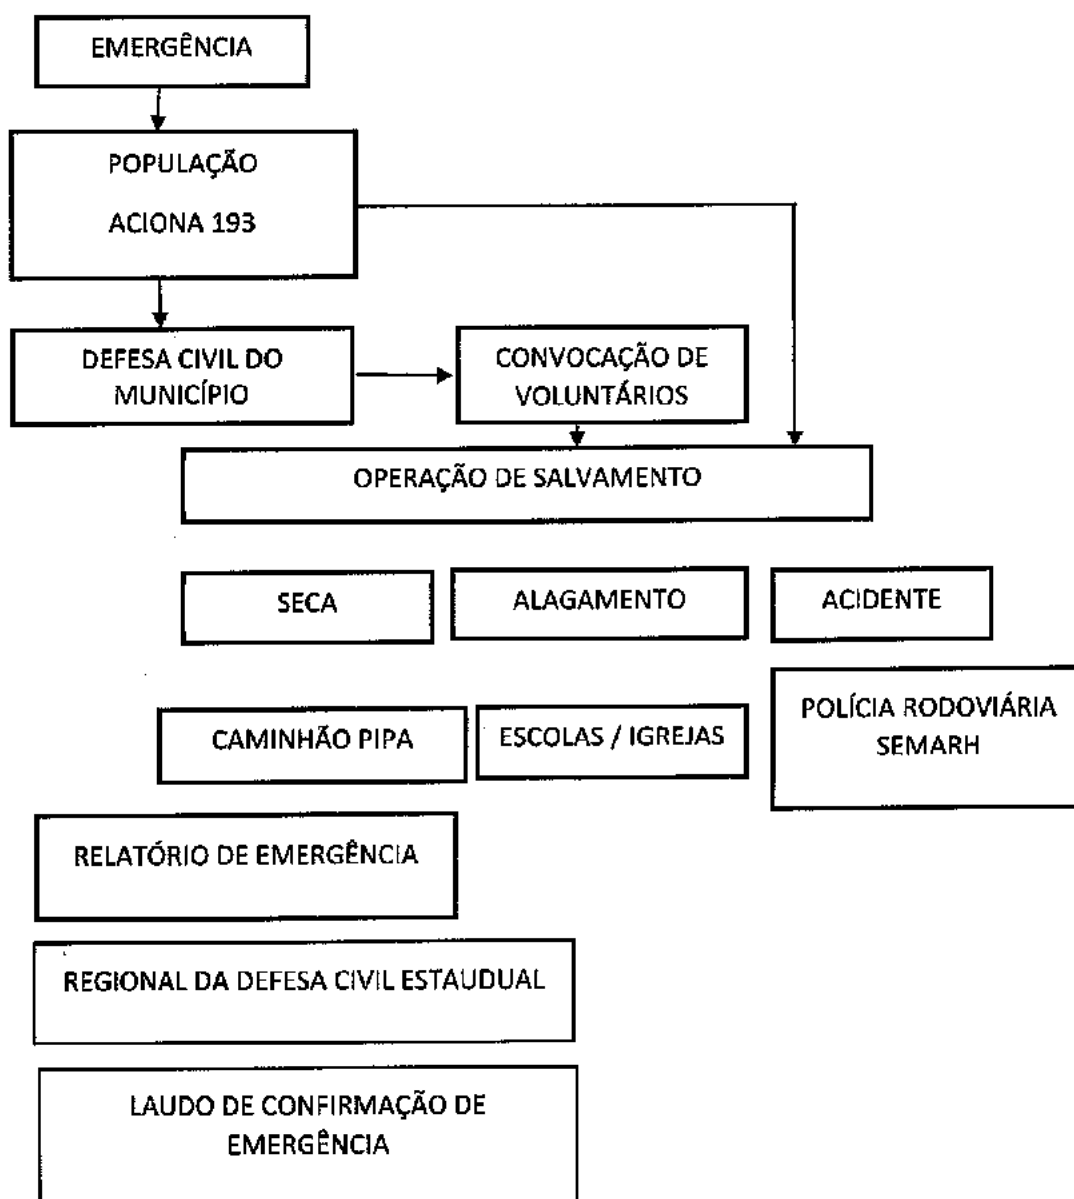 EMERGÊNCIA
POPULAÇÃO
ACIONA 193
DEFESA CIVIL DO
MUNICÍPIO
CONVOCAÇÃO DE
VOLUNTÁRIOS
OPERAÇÃO DE SALVAMENTO
SECA
ALAGAMENTO
ACIDENTE
CAMINHÃO PIPA
ESCOLAS / IGREJAS
POLÍCIA RODOVIÁRIA
SEMARH
RELATÓRIO DE EMERGÊNCIA
REGIONAL DA DEFESA CIVIL ESTAUDUAL
LAUDO DE CONFIRMAÇÃO DE
EMERGÊNCIA